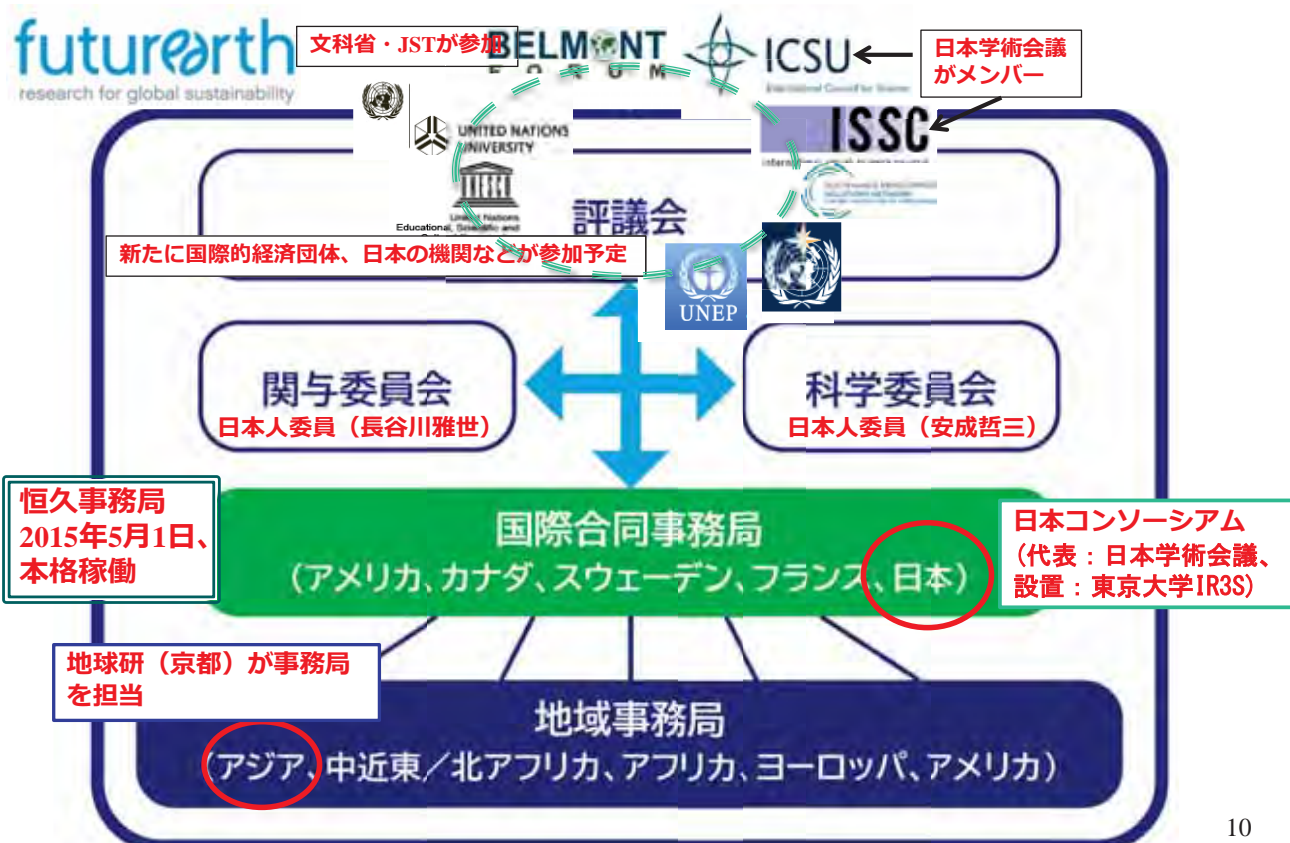 futurearth
research for global sustainability
文科省・JSTが参加
BELMONT
FORUM
ICSU
International Council for Science
日本学術会議
がメンバー
ISSC
UNITED NATIONS
UNIVERSITY
UNESCO
United Nations
Educational, Scientific and
評議会
新たに国際的経済団体、日本の機関などが参加予定
UNEP
関与委員会
日本人委員（長谷川雅世）
科学委員会
日本人委員（安成哲三）
恒久事務局
2015年5月1日、
本格稼働
国際合同事務局
（アメリカ、カナダ、スウェーデン、フランス、日本）
日本コンソーシアム
（代表：日本学術会議、
設置：東京大学IR3S）
地球研（京都）が事務局
を担当
地域事務局
（アジア、中近東／北アフリカ、アフリカ、ヨーロッパ、アメリカ）
10